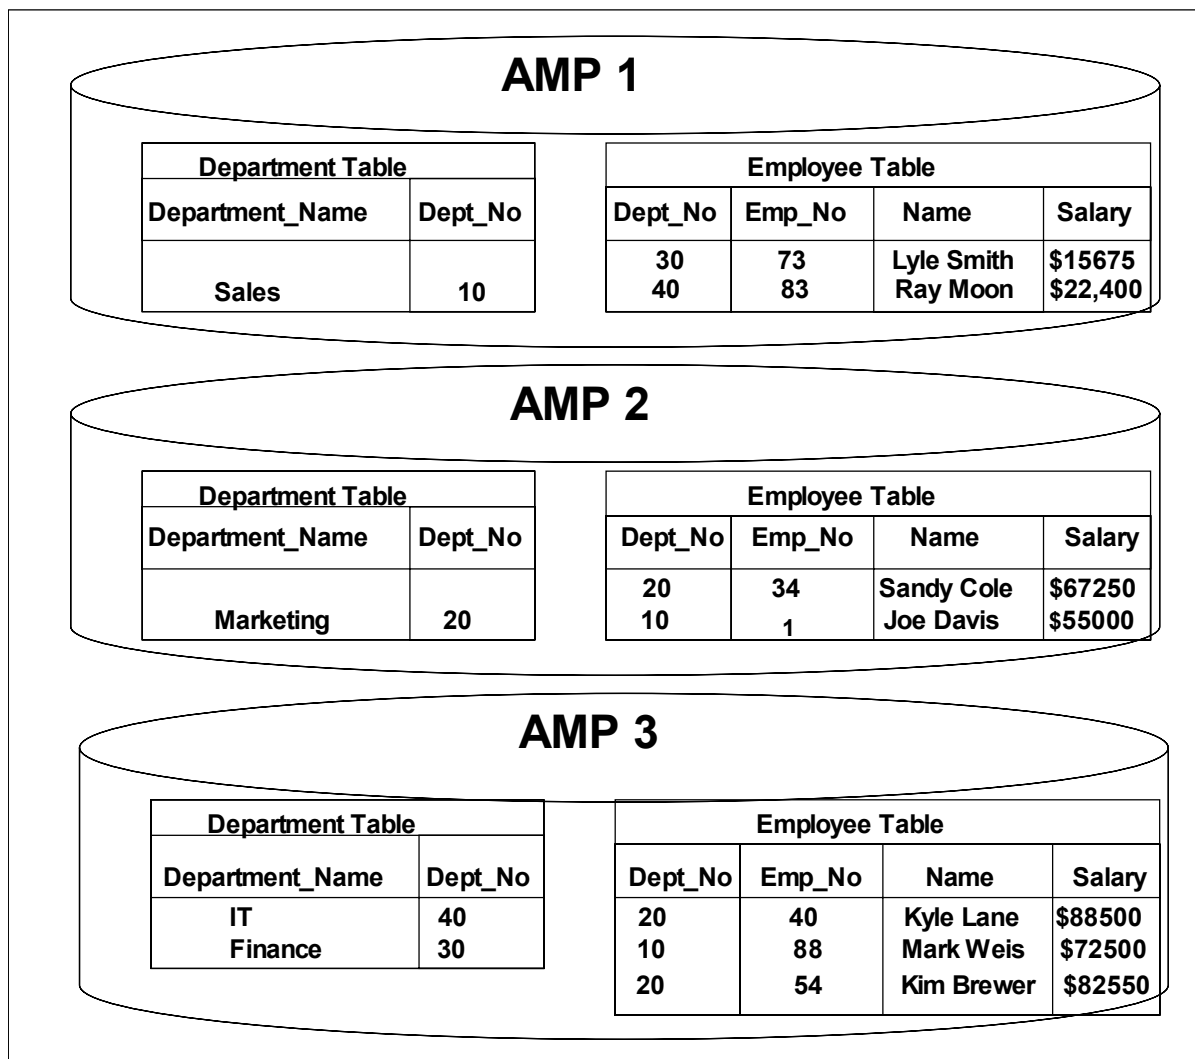 AMP 1
Department Table Employee Table
Department_Name Dept_No Dept_No Emp_No Name Salary
30 73 Lyle Smith $15675
Sales 10 40 83 Ray Moon $22,400
AMP 2
Department Table Employee Table
Department_Name Dept_No Dept_No Emp_No Name Salary
20 34 Sandy Cole $67250
Marketing 20 10 1 Joe Davis $55000
AMP 3
Department Table Employee Table
Department_Name Dept_No Dept_No Emp_No Name Salary
IT 40 20 40 Kyle Lane $88500
Finance 30 10 88 Mark Weis $72500
20 54 Kim Brewer $82550